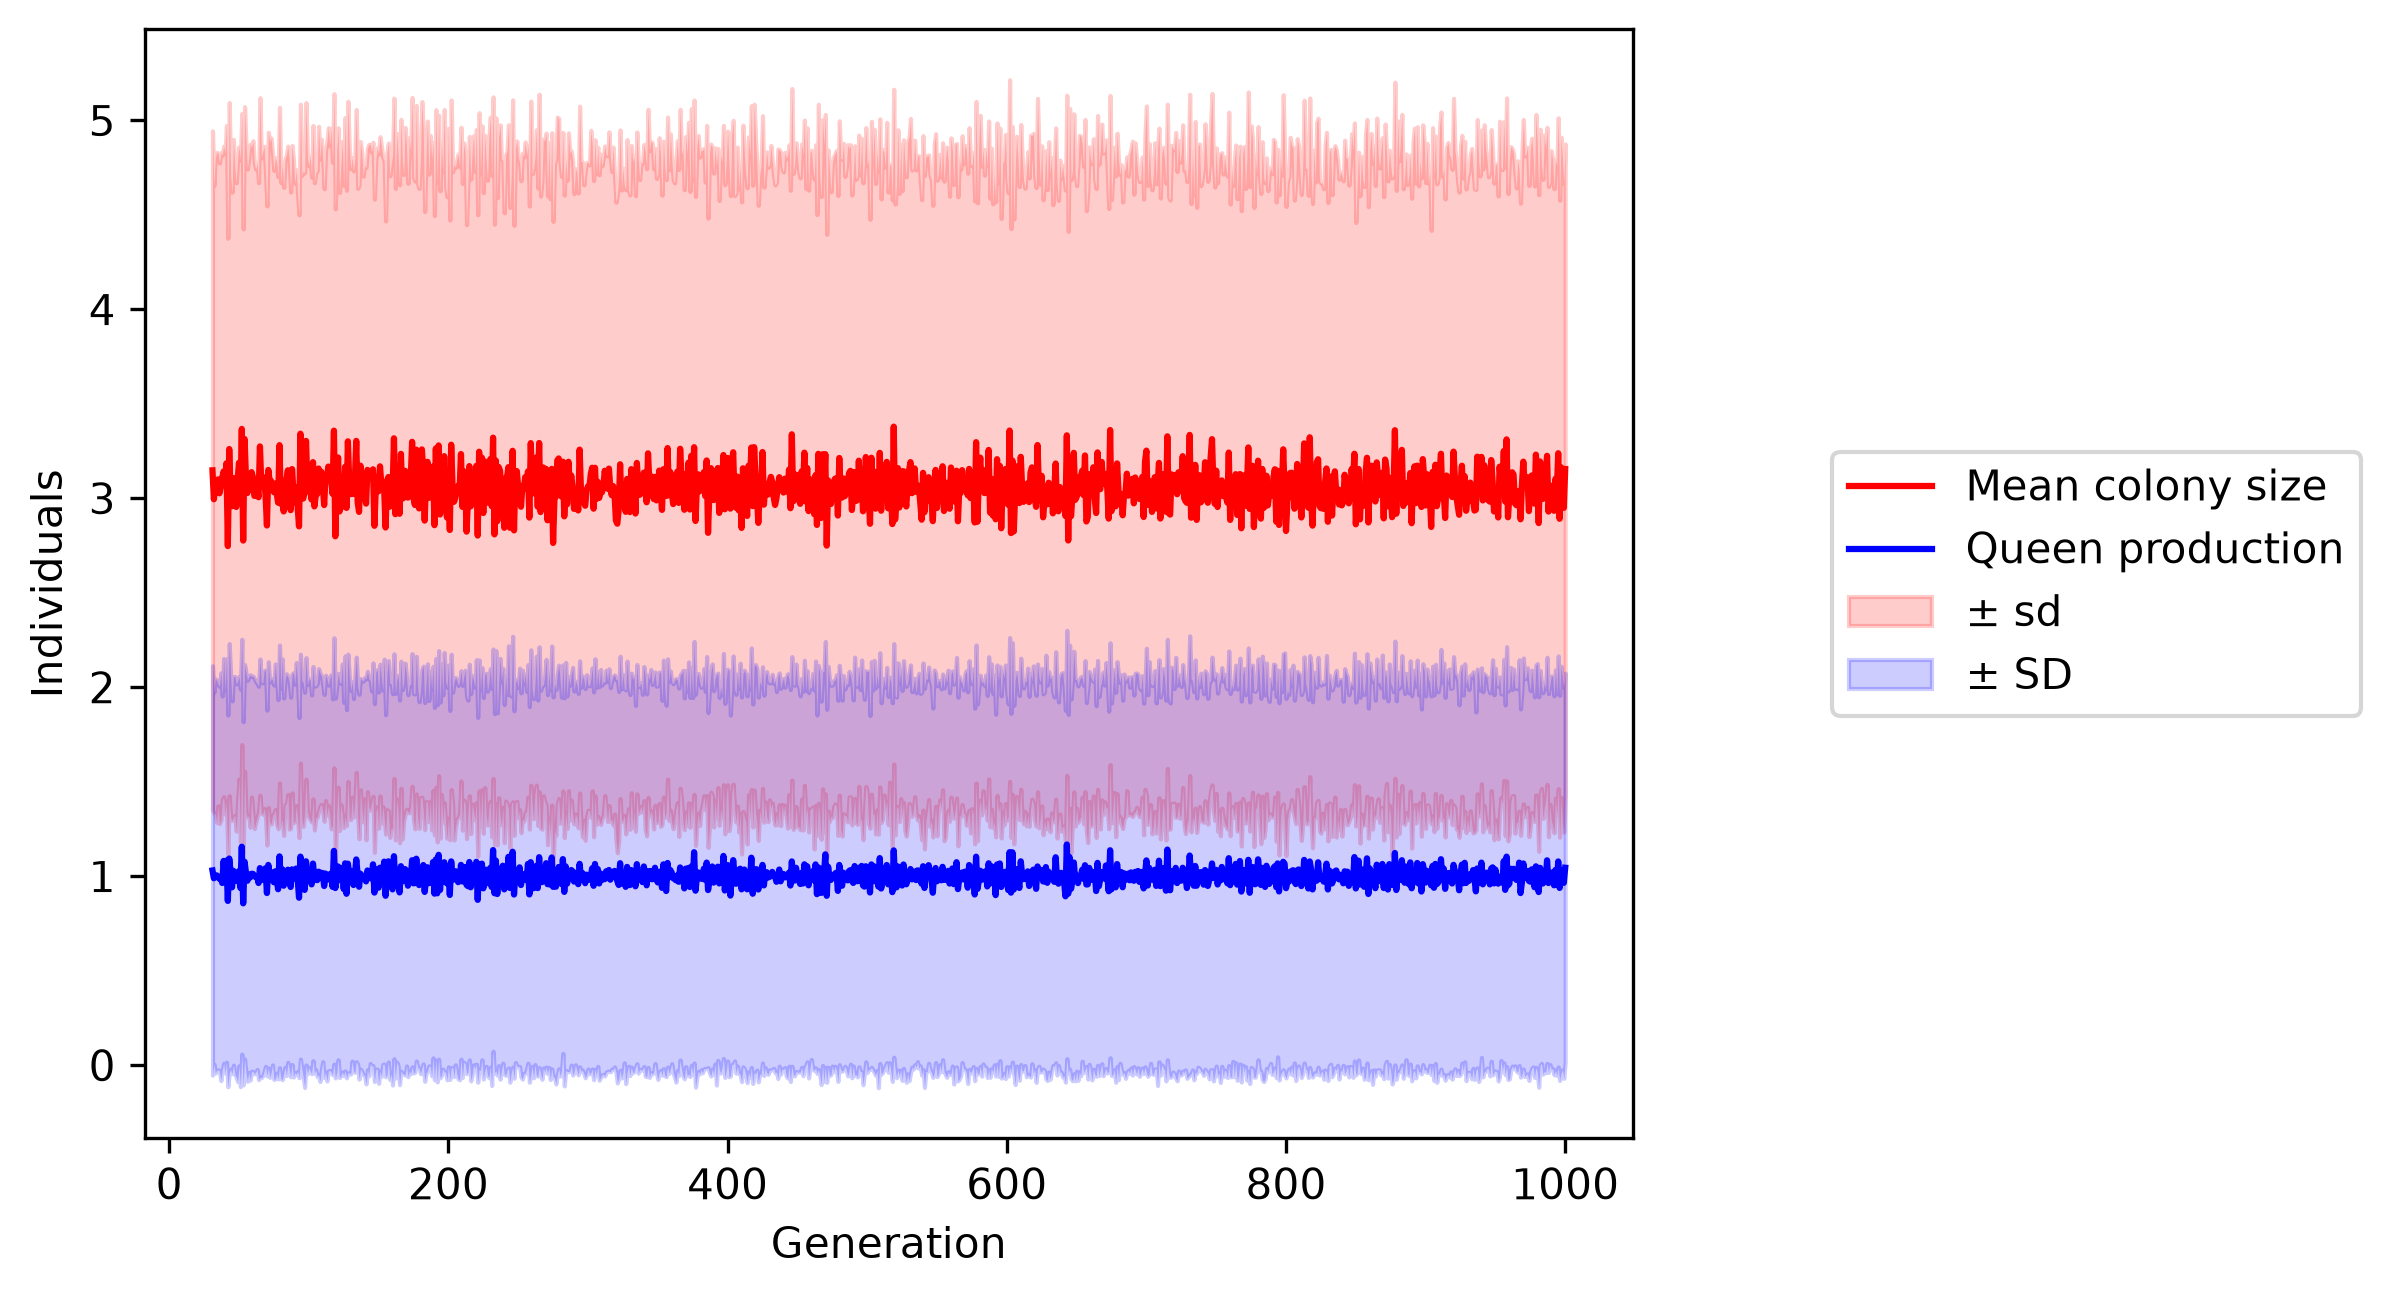 5
4
3
2
1
0
Individuals
0 200 400 600 800 1000
Generation
Mean colony size
Queen production
± sd
± SD